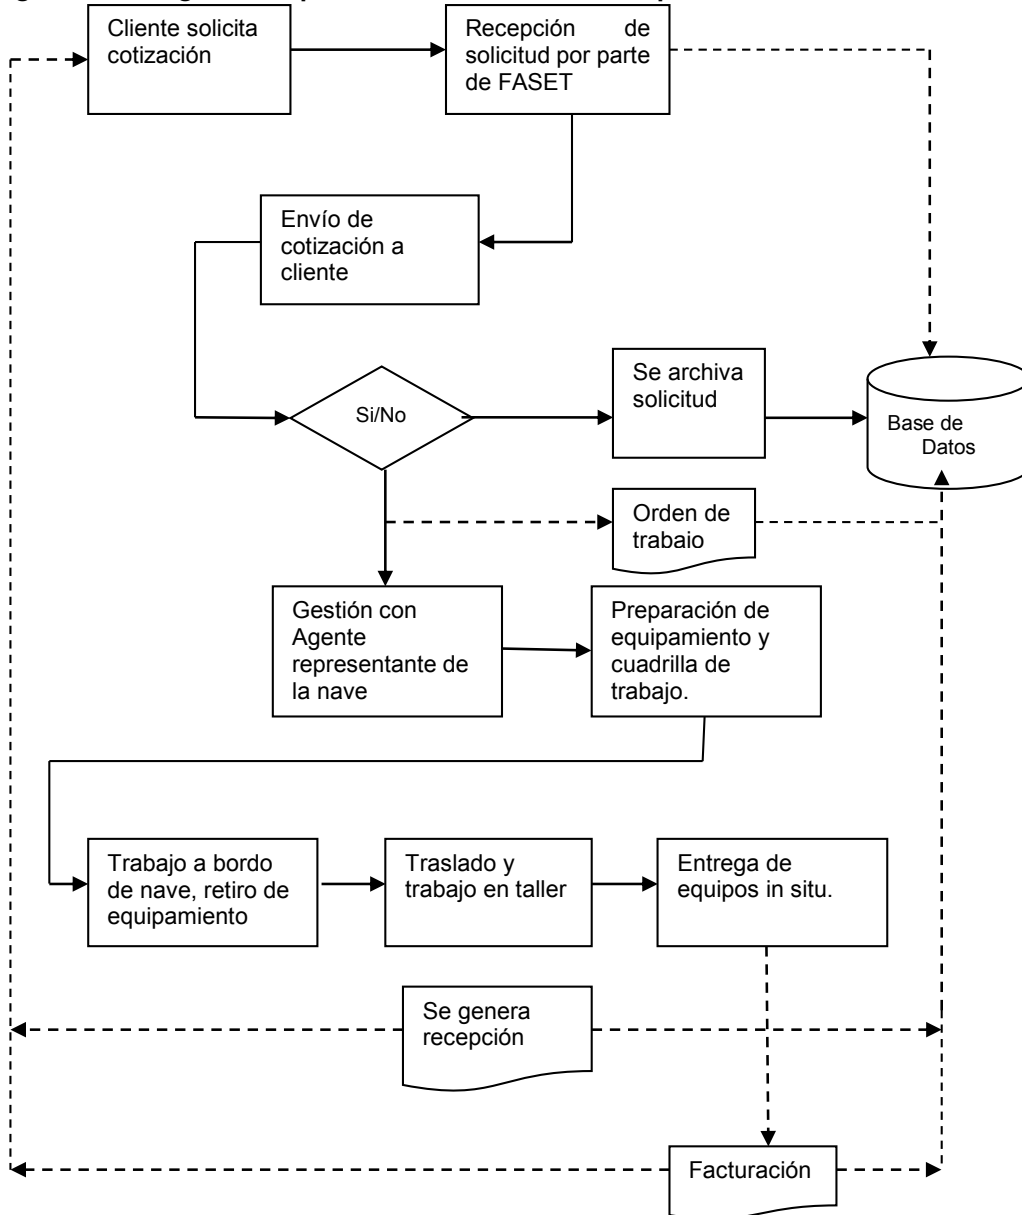 Cliente solicita
cotización
Recepción de
solicitud por parte
de FASET
Envío de
cotización a
cliente
Se archiva
solicitud
Si/No
Base de
Datos
Orden de
trabajo
Gestión con
Agente
representante de
la nave
Preparación de
equipamiento y
cuadrilla de
trabajo.
Trabajo a bordo
de nave, retiro de
equipamiento
Traslado y
trabajo en taller
Entrega de
equipos in situ.
Se genera
recepción
Facturación